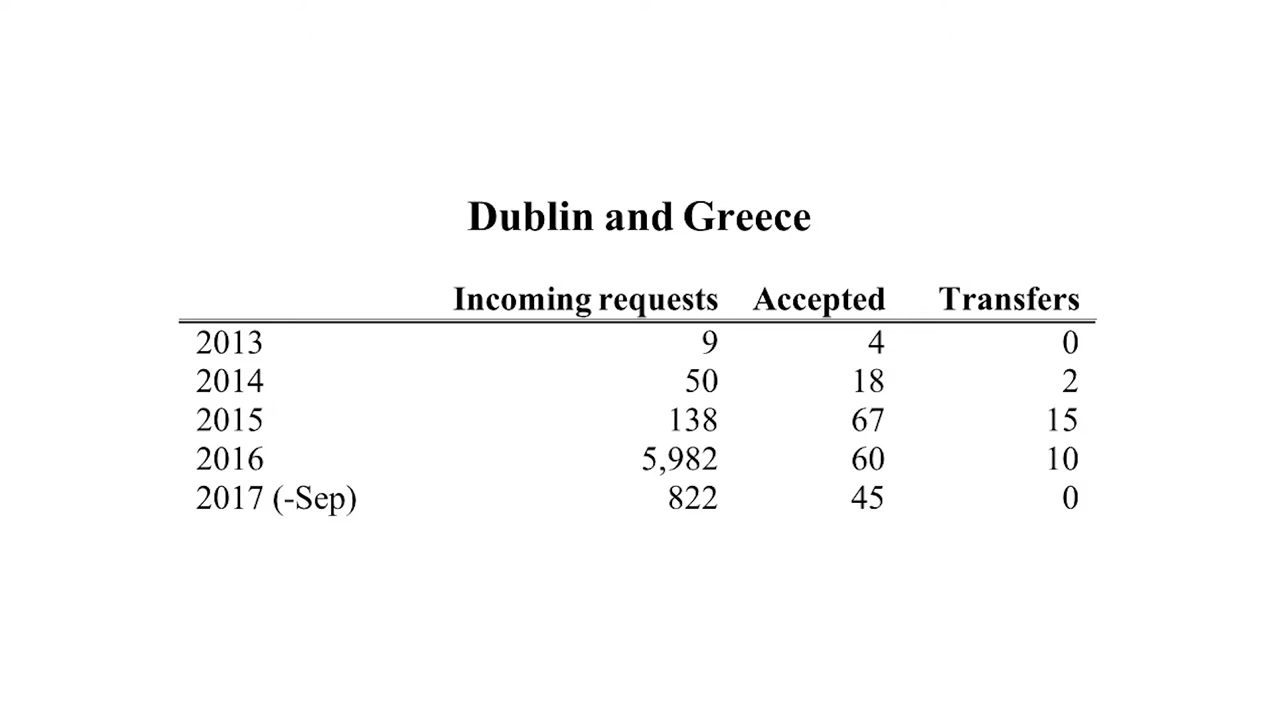 Dublin and Greece
Incoming requests Accepted Transfers
2013 9 4 0
2014 50 18 2
2015 138 67 15
2016 5,982 60 10
2017 (-Sep) 822 45 0